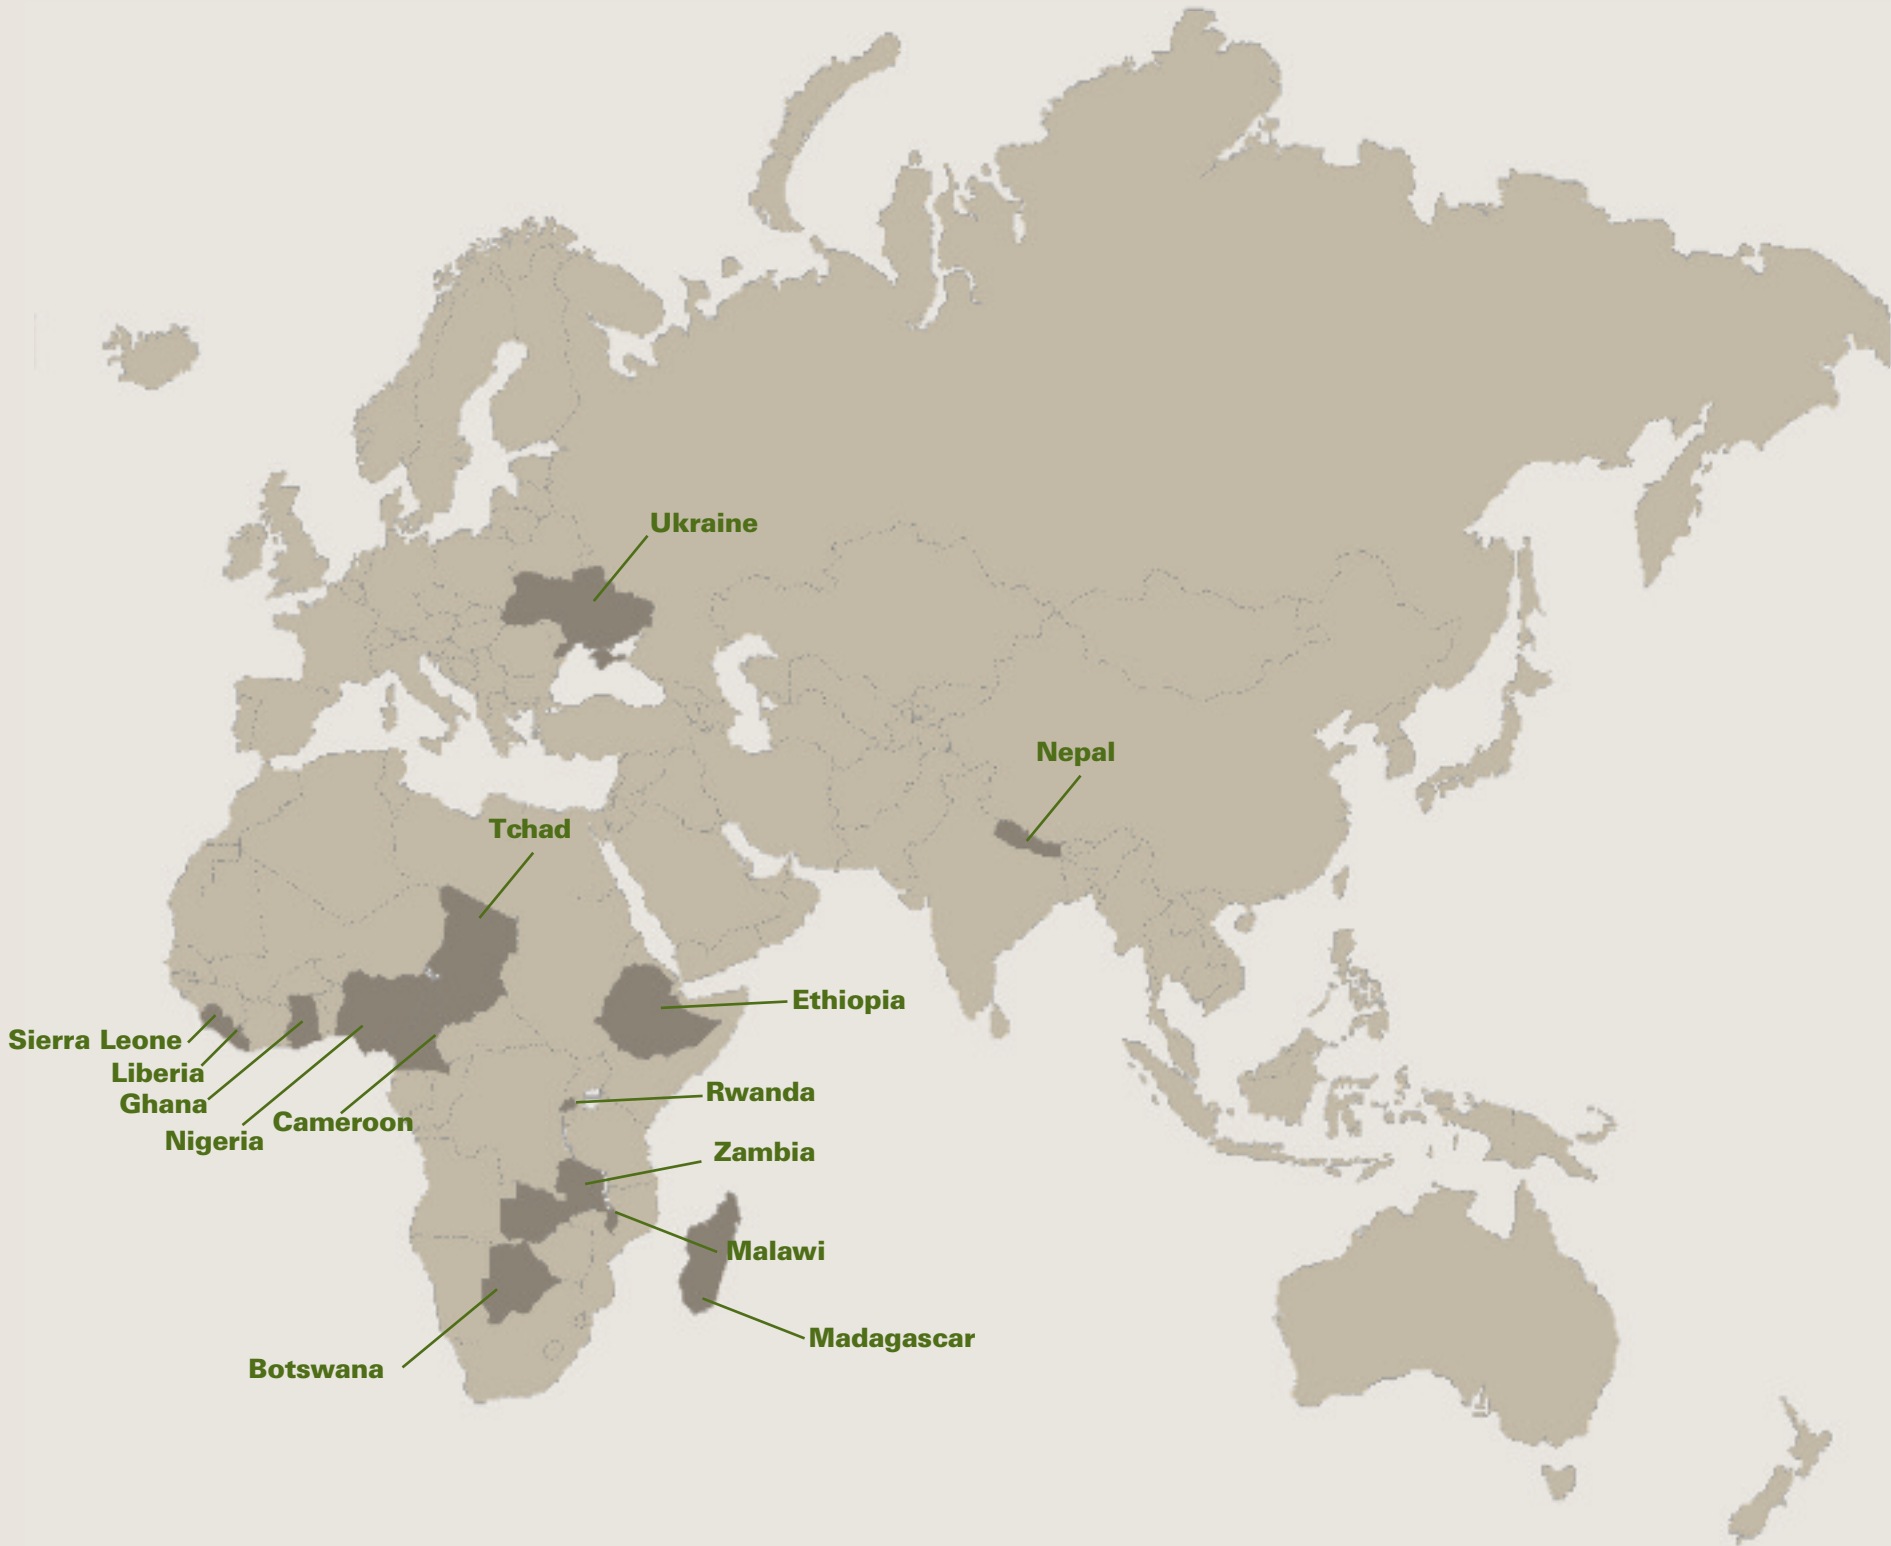 Ukraine
Nepal
Tchad
Ethiopia
Sierra Leone
Liberia
Ghana
Rwanda
Cameroon
Nigeria
Zambia
Malawi
Madagascar
Botswana